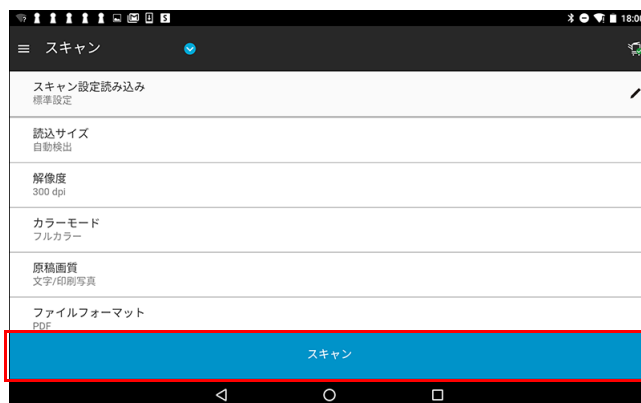 18:00
スキャン
スキャン設定読み込み
標準設定
読込サイズ
自動検出
解像度
300 dpi
カラーモード
フルカラー
原稿画質
文字/印刷写真
ファイルフォーマット
PDF
スキャン